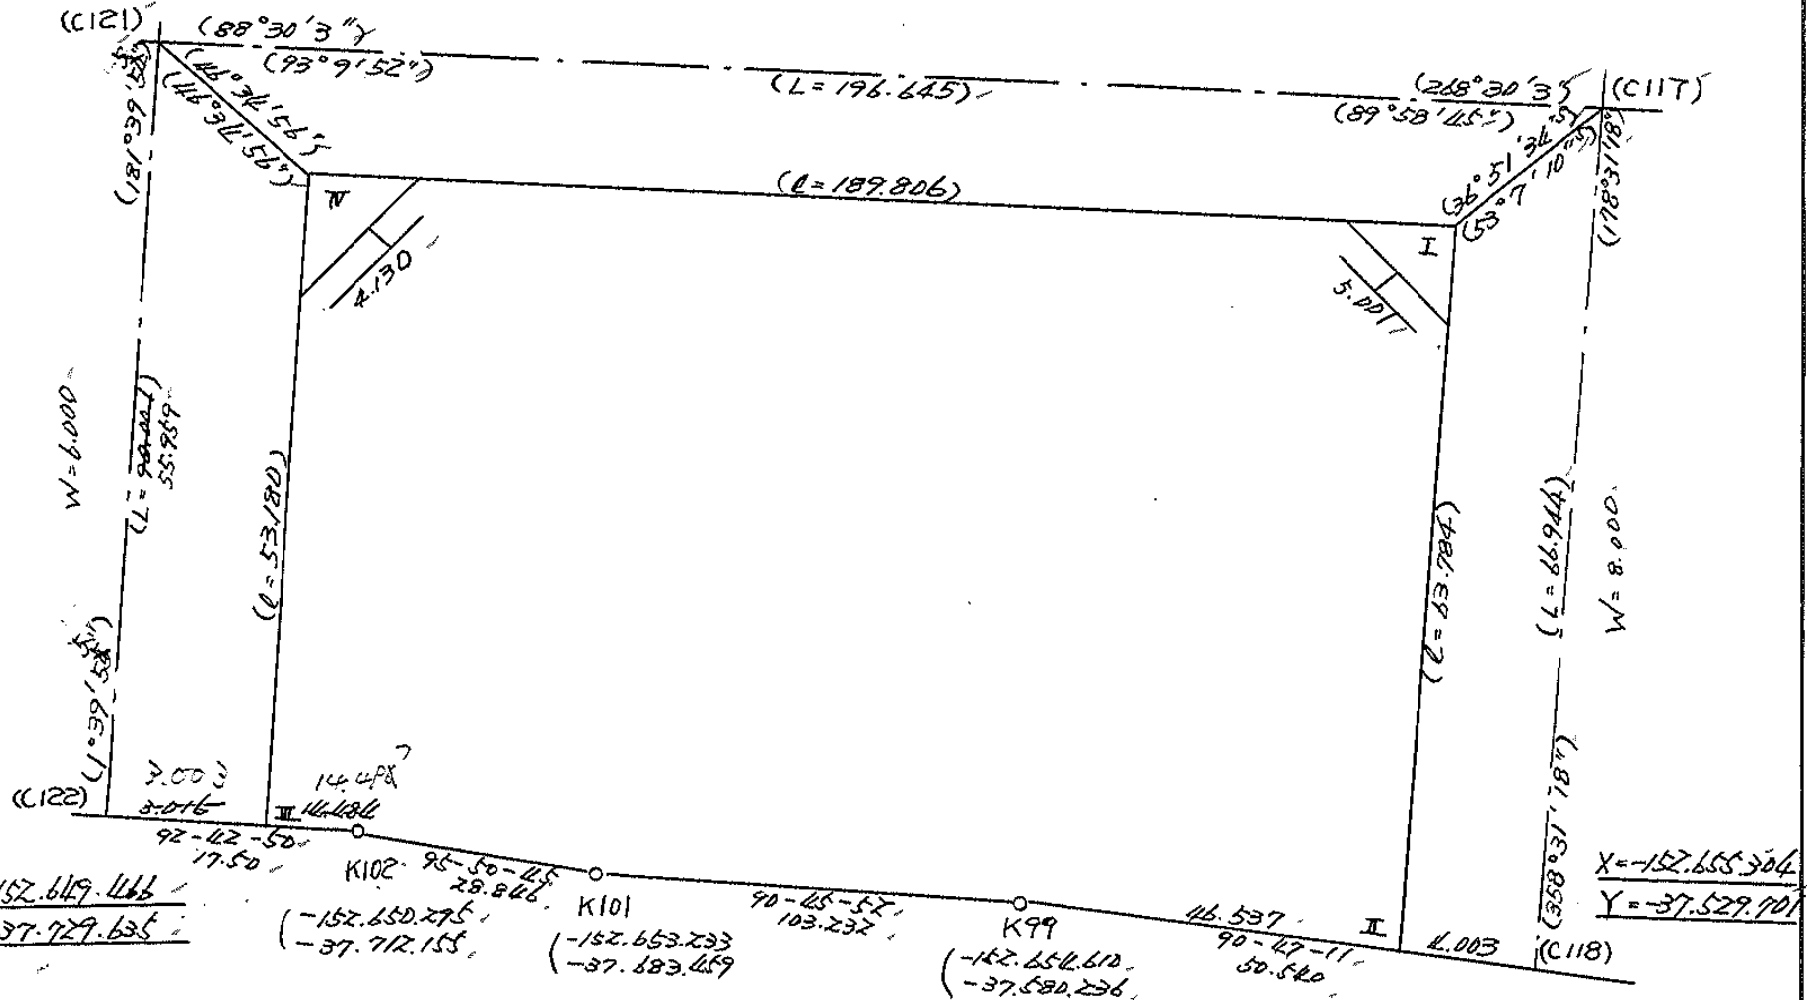 (C121)
(88°30'3")
(93°9'52")
(L=196.645)
(268°30'3")
(C117)
(89°58'45")
(46°34'56")
(46°34'56")
(36°51'34".5)
(53°7'10".5)
(181°39'55")
(178°31'18")
(l=189.806)
IV
I
4.130
5.001
W=6.000
55.959
(l=53.180)
(l=63.784)
(L=66.944)
W=8.000
(1°39'55")
(358°31'18")
3.003
(C122)
3.016
III 14.484
92-42-50
17.50
K102
95-50-45
28.846
K101
90-45-52
103.232
K99
46.537
90-47-11
50.540
II
4.003
(C118)
X=-152.655.304
Y=-37.529.701
152.649.466
37.729.635
(-152.650.295
-37.712.155
(-152.653.233
-37.683.459
(-152.654.610
-37.580.236